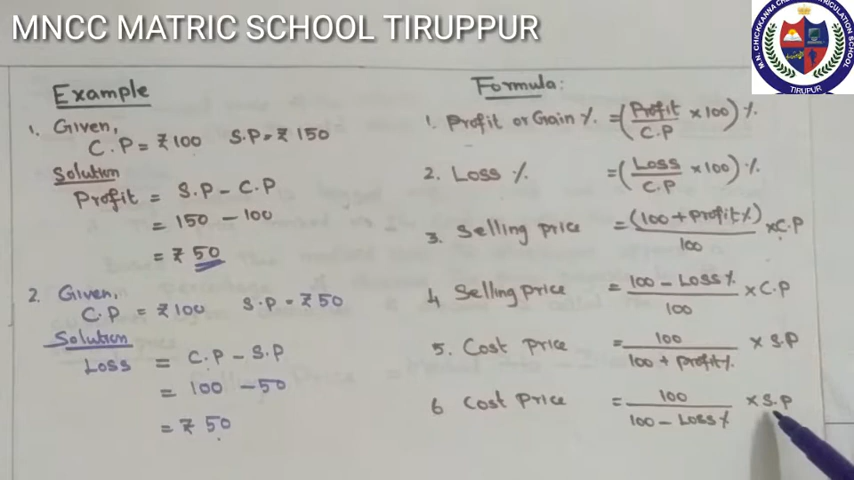 MNCC MATRIC SCHOOL TIRUPPUR
TIRUPUR
Example
1. Given,
C.P = ₹100 S.P = ₹ 150
Solution
Profit = S.P - C.P
= 150 - 100
= ₹ 50
2. Given,
C.P = ₹100 S.P = ₹50
Solution
Loss = C.P - S.P
= 100 - 50
= ₹ 50
Formula:
1. Profit or Gain % = (Profit/C.P × 100) %
2. Loss % = (Loss/C.P × 100) %
3. Selling price = (100 + profit%)/100 × C.P
4 Selling price = 100 - Loss%/100 × C.P
5. Cost price = 100/100 + profit% × S.P
6 Cost Price = 100/100 - Loss% × S.P